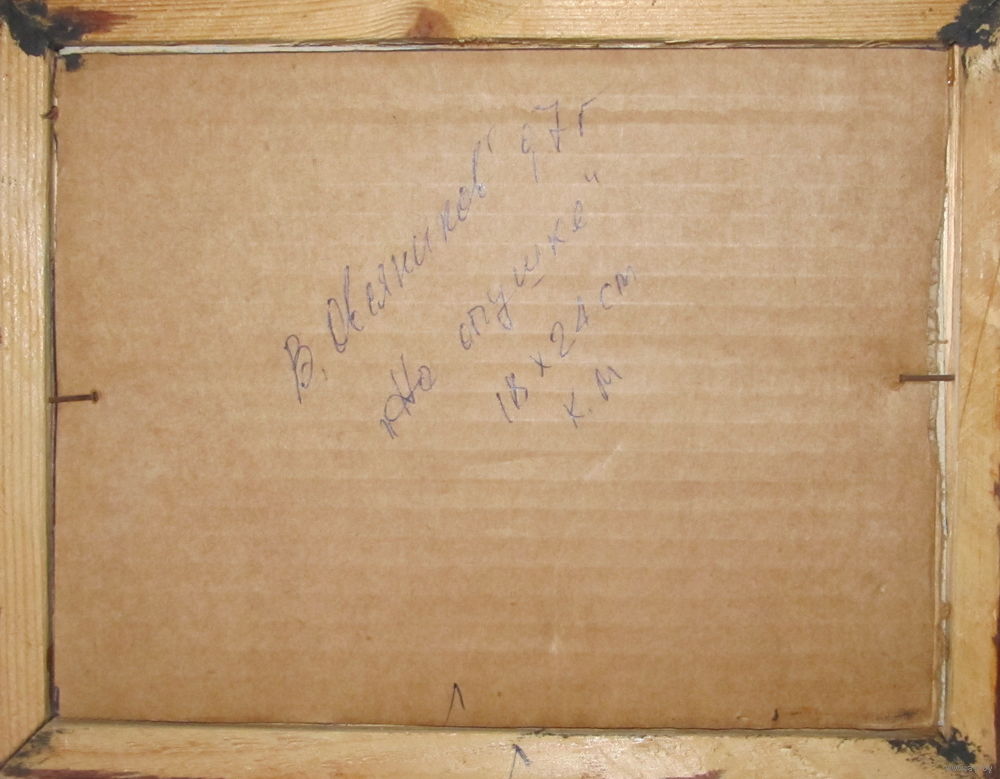 В. Овсянников 97г
„На опушке"
18 х 24 см
К. М